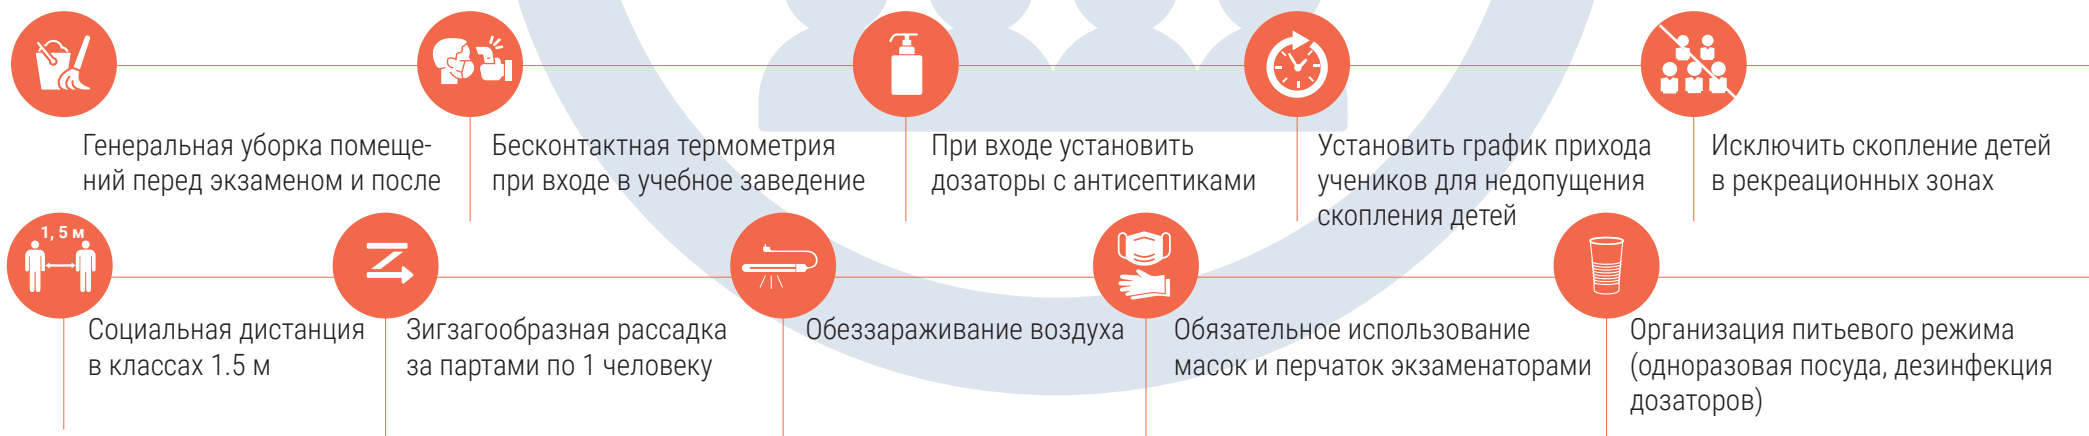 Генеральная уборка помеще-
ний перед экзаменом и после
Бесконтактная термометрия
при входе в учебное заведение
При входе установить
дозаторы с антисептиками
Установить график прихода
учеников для недопущения
скопления детей
Исключить скопление детей
в рекреационных зонах
1, 5 м
Социальная дистанция
в классах 1.5 м
Зигзагообразная рассадка
за партами по 1 человеку
Обеззараживание воздуха
Обязательное использование
масок и перчаток экзаменаторами
Организация питьевого режима
(одноразовая посуда, дезинфекция
дозаторов)